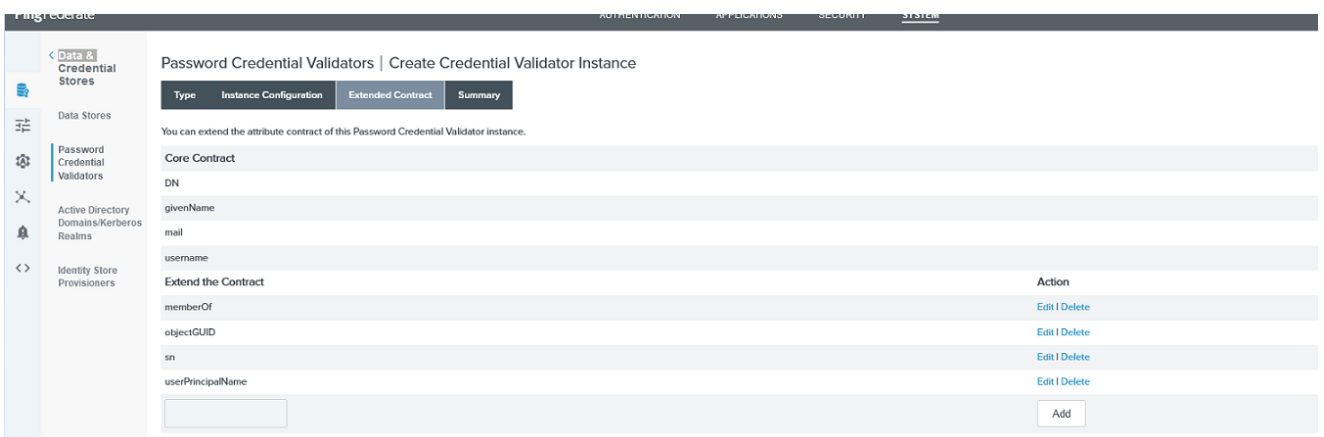 PingFederate
AUTHENTICATION APPLICATIONS SECURITY SYSTEM
Data &
Credential
Stores
Data Stores
Password
Credential
Validators
Active Directory
Domains/Kerberos
Realms
Identity Store
Provisioners
Password Credential Validators | Create Credential Validator Instance
Type Instance Configuration Extended Contract Summary
You can extend the attribute contract of this Password Credential Validator instance.
Core Contract
DN
givenName
mail
username
Extend the Contract Action
memberOf Edit | Delete
objectGUID Edit | Delete
sn Edit | Delete
userPrincipalName Edit | Delete
Add